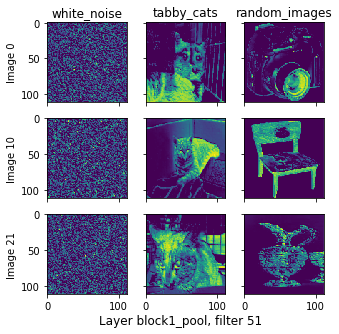 white_noise tabby_cats random_images
Image 0
0
50
100
Image 10
0
50
100
Image 21
0
50
100
0 100 0 100 0 100
Layer block1_pool, filter 51